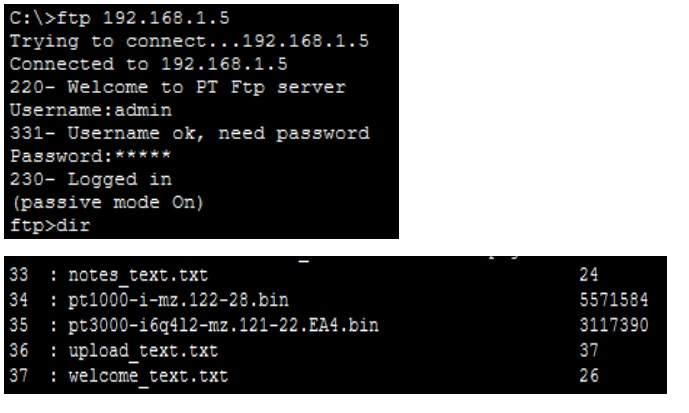 C:\>ftp 192.168.1.5
Trying to connect...192.168.1.5
Connected to 192.168.1.5
220- Welcome to PT Ftp server
Username:admin
331- Username ok, need password
Password:*****
230- Logged in
(passive mode On)
ftp>dir
33 : notes_text.txt 24
34 : pt1000-i-mz.122-28.bin 5571584
35 : pt3000-i6q4l2-mz.121-22.EA4.bin 3117390
36 : upload_text.txt 37
37 : welcome_text.txt 26